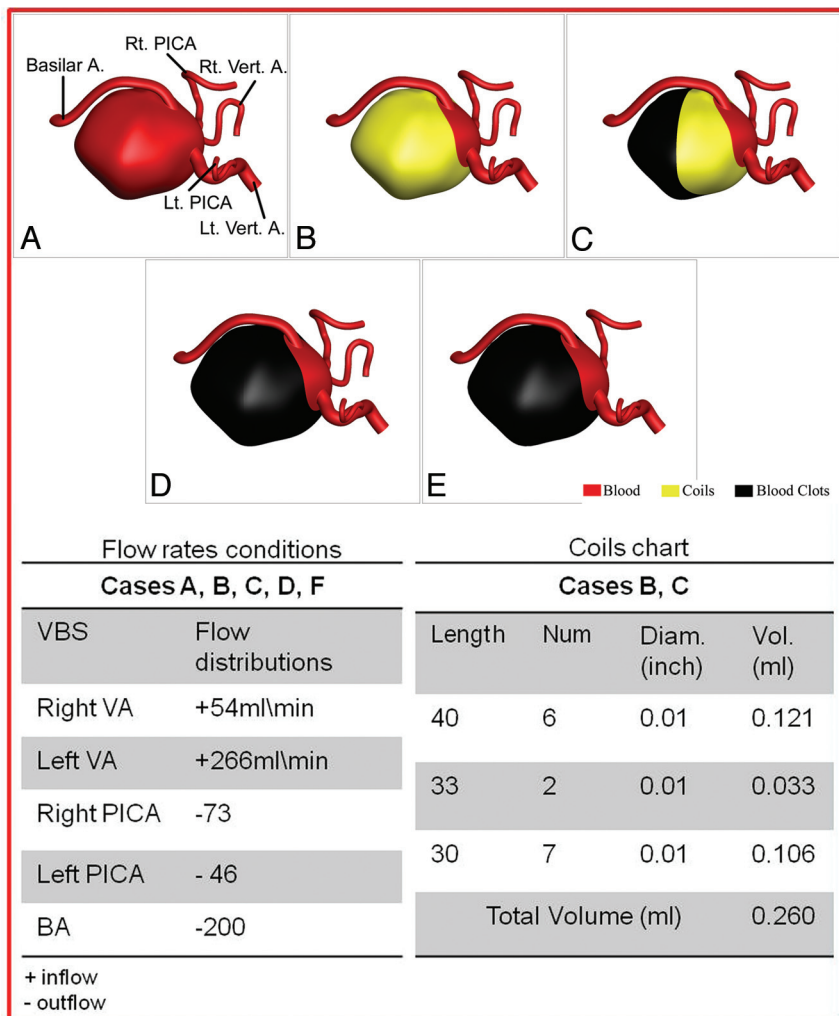 Rt. PICA
Basilar A.
Rt. Vert. A.
Lt. PICA
Lt. Vert. A.
A
B
C
D
E
Blood
Coils
Blood Clots
Flow rates conditions
Cases A, B, C, D, F
VBS Flow distributions
Right VA +54ml\min
Left VA +266ml\min
Right PICA -73
Left PICA - 46
BA -200
+ inflow
- outflow
Coils chart
Cases B, C
Length Num Diam. (inch) Vol. (ml)
40 6 0.01 0.121
33 2 0.01 0.033
30 7 0.01 0.106
Total Volume (ml) 0.260